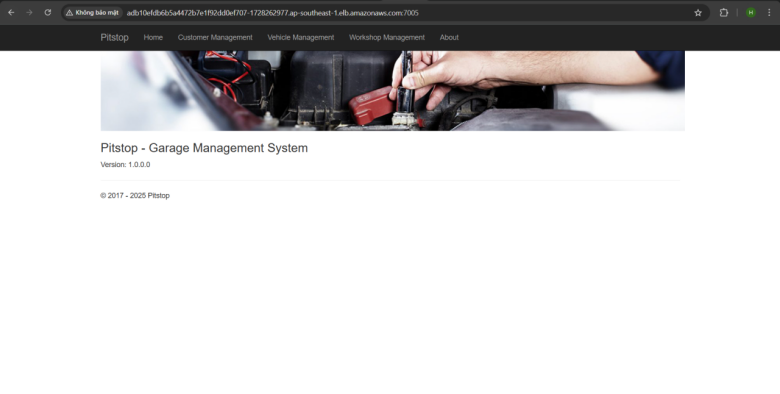 Không bảo mật adb10efdb6b5a4472b7e1f92dd0ef707-1728262977.ap-southeast-1.elb.amazonaws.com:7005
H
Pitstop Home Customer Management Vehicle Management Workshop Management About
Pitstop - Garage Management System
Version: 1.0.0.0
© 2017 - 2025 Pitstop